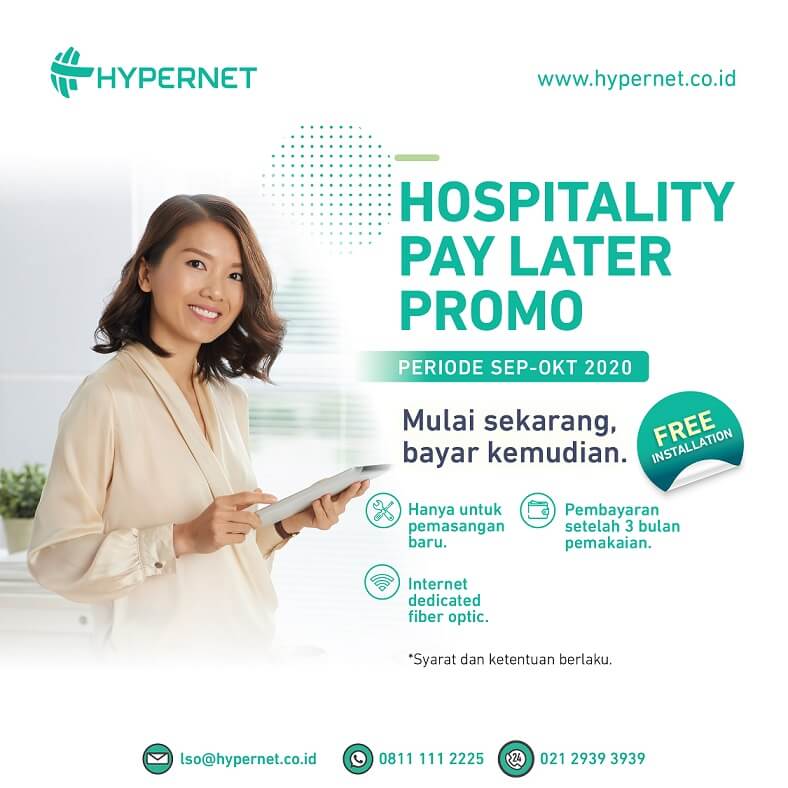 HYPERNET
www.hypernet.co.id
HOSPITALITY
PAY LATER
PROMO
PERIODE SEP-OKT 2020
Mulai sekarang,
bayar kemudian.
FREE
INSTALLATION
Hanya untuk
pemasangan
baru.
Pembayaran
setelah 3 bulan
pemakaian.
Internet
dedicated
fiber optic.
*Syarat dan ketentuan berlaku.
lso@hypernet.co.id
0811 111 2225
24
021 2939 3939